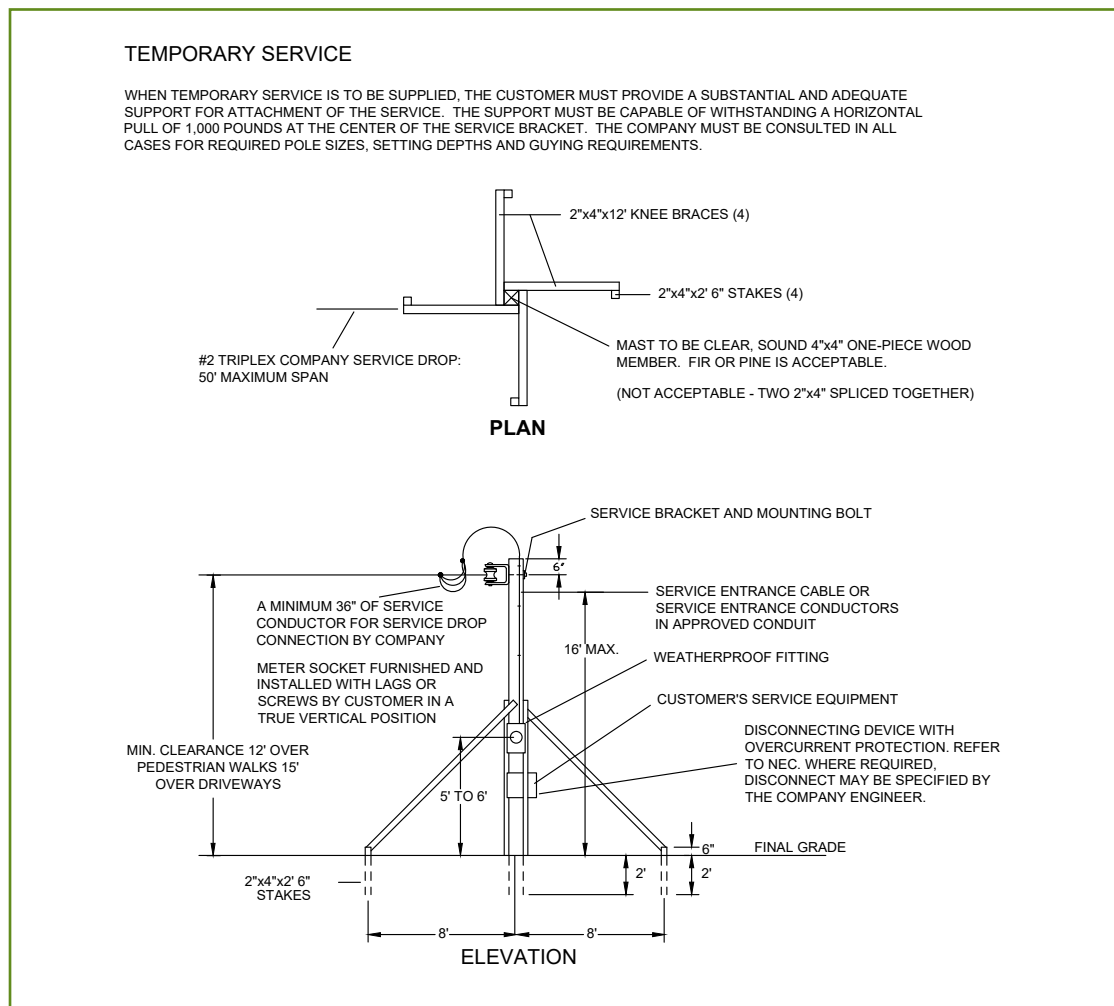 TEMPORARY SERVICE
WHEN TEMPORARY SERVICE IS TO BE SUPPLIED, THE CUSTOMER MUST PROVIDE A SUBSTANTIAL AND ADEQUATE
SUPPORT FOR ATTACHMENT OF THE SERVICE. THE SUPPORT MUST BE CAPABLE OF WITHSTANDING A HORIZONTAL
PULL OF 1,000 POUNDS AT THE CENTER OF THE SERVICE BRACKET. THE COMPANY MUST BE CONSULTED IN ALL
CASES FOR REQUIRED POLE SIZES, SETTING DEPTHS AND GUYING REQUIREMENTS.
2"x4"x12' KNEE BRACES (4)
2"x4"x2' 6" STAKES (4)
#2 TRIPLEX COMPANY SERVICE DROP:
50' MAXIMUM SPAN
MAST TO BE CLEAR, SOUND 4"x4" ONE-PIECE WOOD
MEMBER. FIR OR PINE IS ACCEPTABLE.
(NOT ACCEPTABLE - TWO 2"x4" SPLICED TOGETHER)
PLAN
SERVICE BRACKET AND MOUNTING BOLT
6"
A MINIMUM 36" OF SERVICE
CONDUCTOR FOR SERVICE DROP
CONNECTION BY COMPANY
SERVICE ENTRANCE CABLE OR
SERVICE ENTRANCE CONDUCTORS
IN APPROVED CONDUIT
16' MAX.
WEATHERPROOF FITTING
METER SOCKET FURNISHED AND
INSTALLED WITH LAGS OR
SCREWS BY CUSTOMER IN A
TRUE VERTICAL POSITION
CUSTOMER'S SERVICE EQUIPMENT
DISCONNECTING DEVICE WITH
OVERCURRENT PROTECTION. REFER
TO NEC. WHERE REQUIRED,
DISCONNECT MAY BE SPECIFIED BY
THE COMPANY ENGINEER.
MIN. CLEARANCE 12' OVER
PEDESTRIAN WALKS 15'
OVER DRIVEWAYS
5' TO 6'
6"
FINAL GRADE
2'
2'
2"x4"x2' 6"
STAKES
8'
8'
ELEVATION